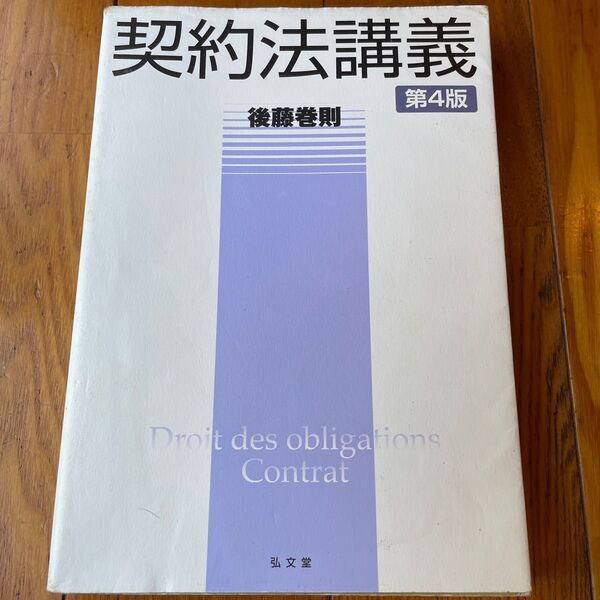 契約法講義
第4版
後藤巻則
Droit des obligations
Contrat
弘文堂